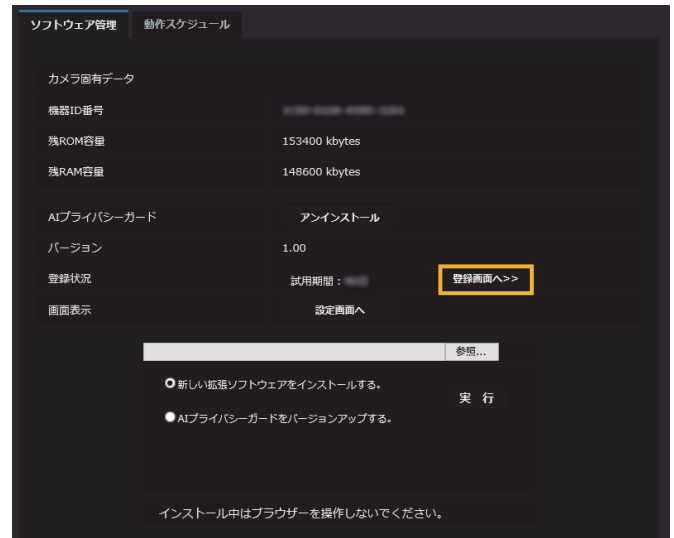 ソフトウェア管理 動作スケジュール
カメラ固有データ
機器ID番号
残ROM容量 153400 kbytes
残RAM容量 148600 kbytes
AIプライバシーガード アンインストール
バージョン 1.00
登録状況 試用期間： 登録画面へ>>
画面表示 設定画面へ
参照...
新しい拡張ソフトウェアをインストールする。
実 行
AIプライバシーガードをバージョンアップする。
インストール中はブラウザーを操作しないでください。